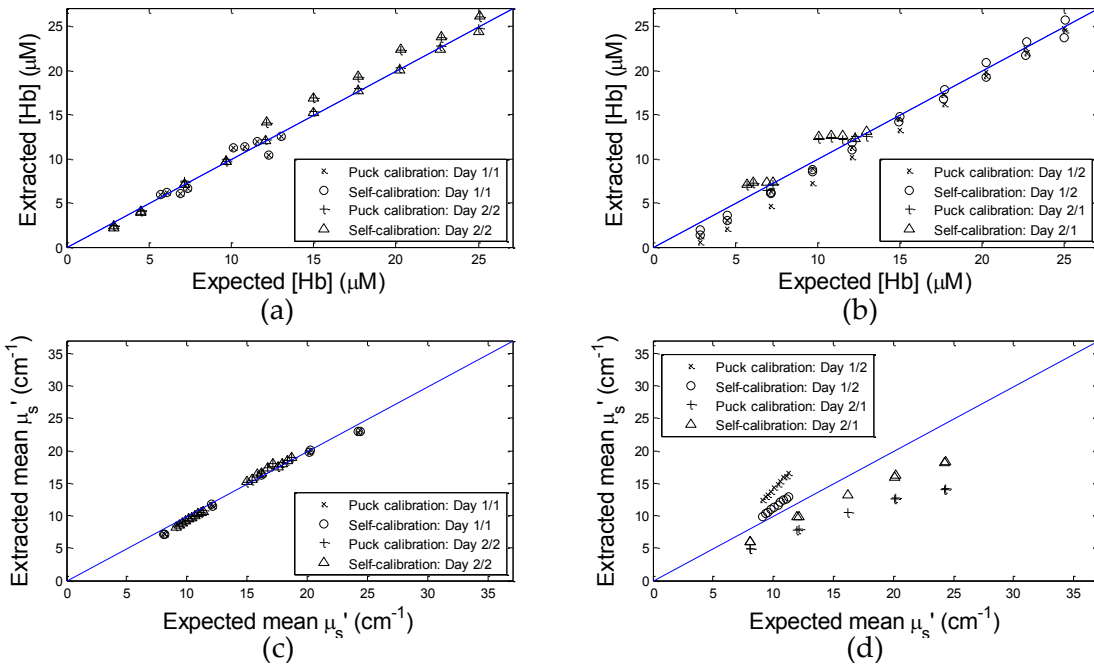 Extracted [Hb] (μM)
25
20
15
10
5
0
0 5 10 15 20 25
Expected [Hb] (μM)
Puck calibration: Day 1/1
Self-calibration: Day 1/1
Puck calibration: Day 2/2
Self-calibration: Day 2/2
(a)
Extracted [Hb] (μM)
25
20
15
10
5
0
0 5 10 15 20 25
Expected [Hb] (μM)
Puck calibration: Day 1/2
Self-calibration: Day 1/2
Puck calibration: Day 2/1
Self-calibration: Day 2/1
(b)
Extracted mean μs' (cm-1)
35
30
25
20
15
10
5
0
0 5 10 15 20 25 30 35
Expected mean μs' (cm-1)
Puck calibration: Day 1/1
Self-calibration: Day 1/1
Puck calibration: Day 2/2
Self-calibration: Day 2/2
(c)
Extracted mean μs' (cm-1)
35
30
25
20
15
10
5
0
0 5 10 15 20 25 30 35
Expected mean μs' (cm-1)
Puck calibration: Day 1/2
Self-calibration: Day 1/2
Puck calibration: Day 2/1
Self-calibration: Day 2/1
(d)